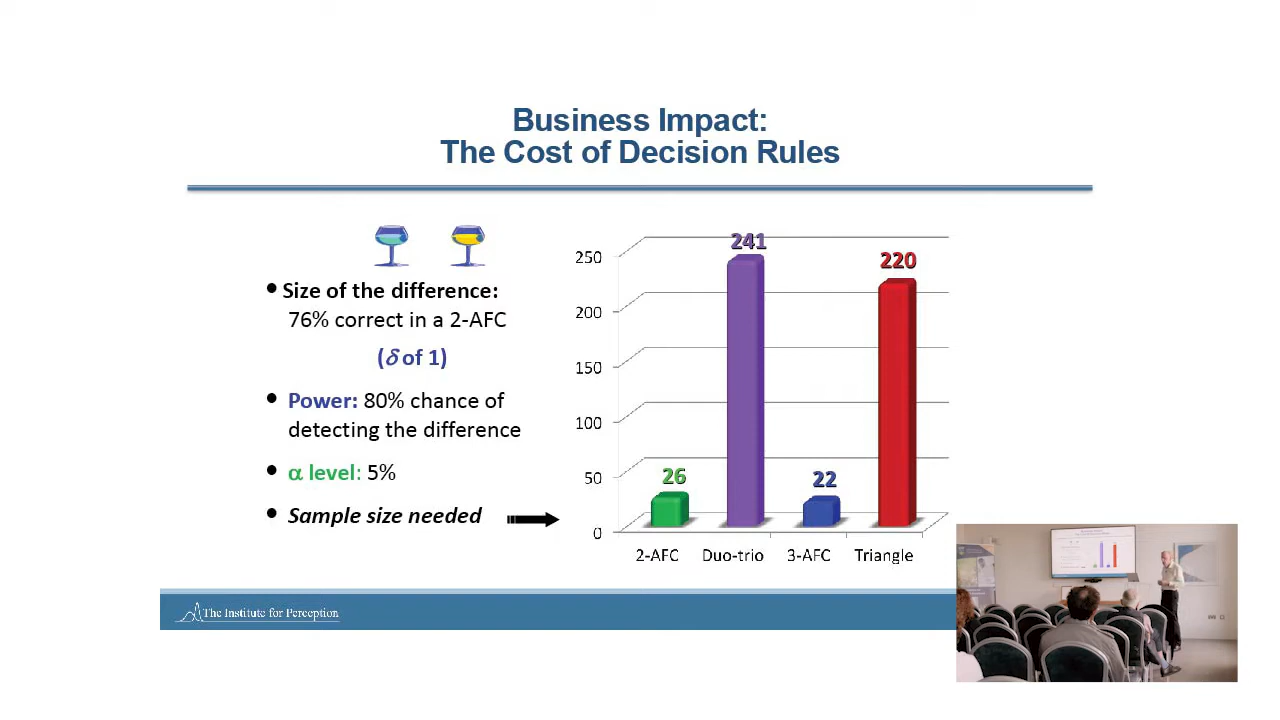 Business Impact:
The Cost of Decision Rules
• Size of the difference:
76% correct in a 2-AFC
(δ of 1)
• Power: 80% chance of
detecting the difference
• α level: 5%
• Sample size needed
250
200
150
100
50
0
26
241
22
220
2-AFC
Duo-trio
3-AFC
Triangle
The Institute for Perception